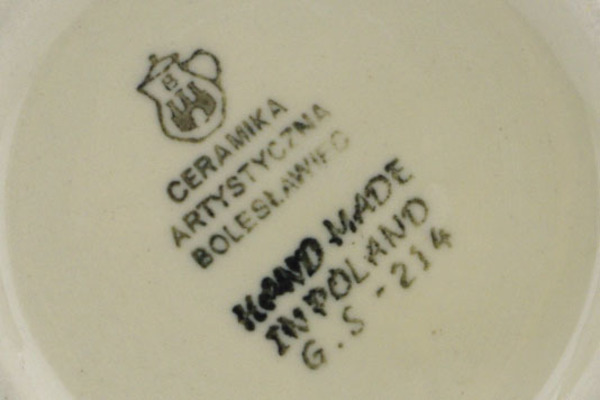 B
CERAMIKA
ARTYSTYCZNA
BOLESŁAWIEC
HAND MADE
IN POLAND
G.S-214